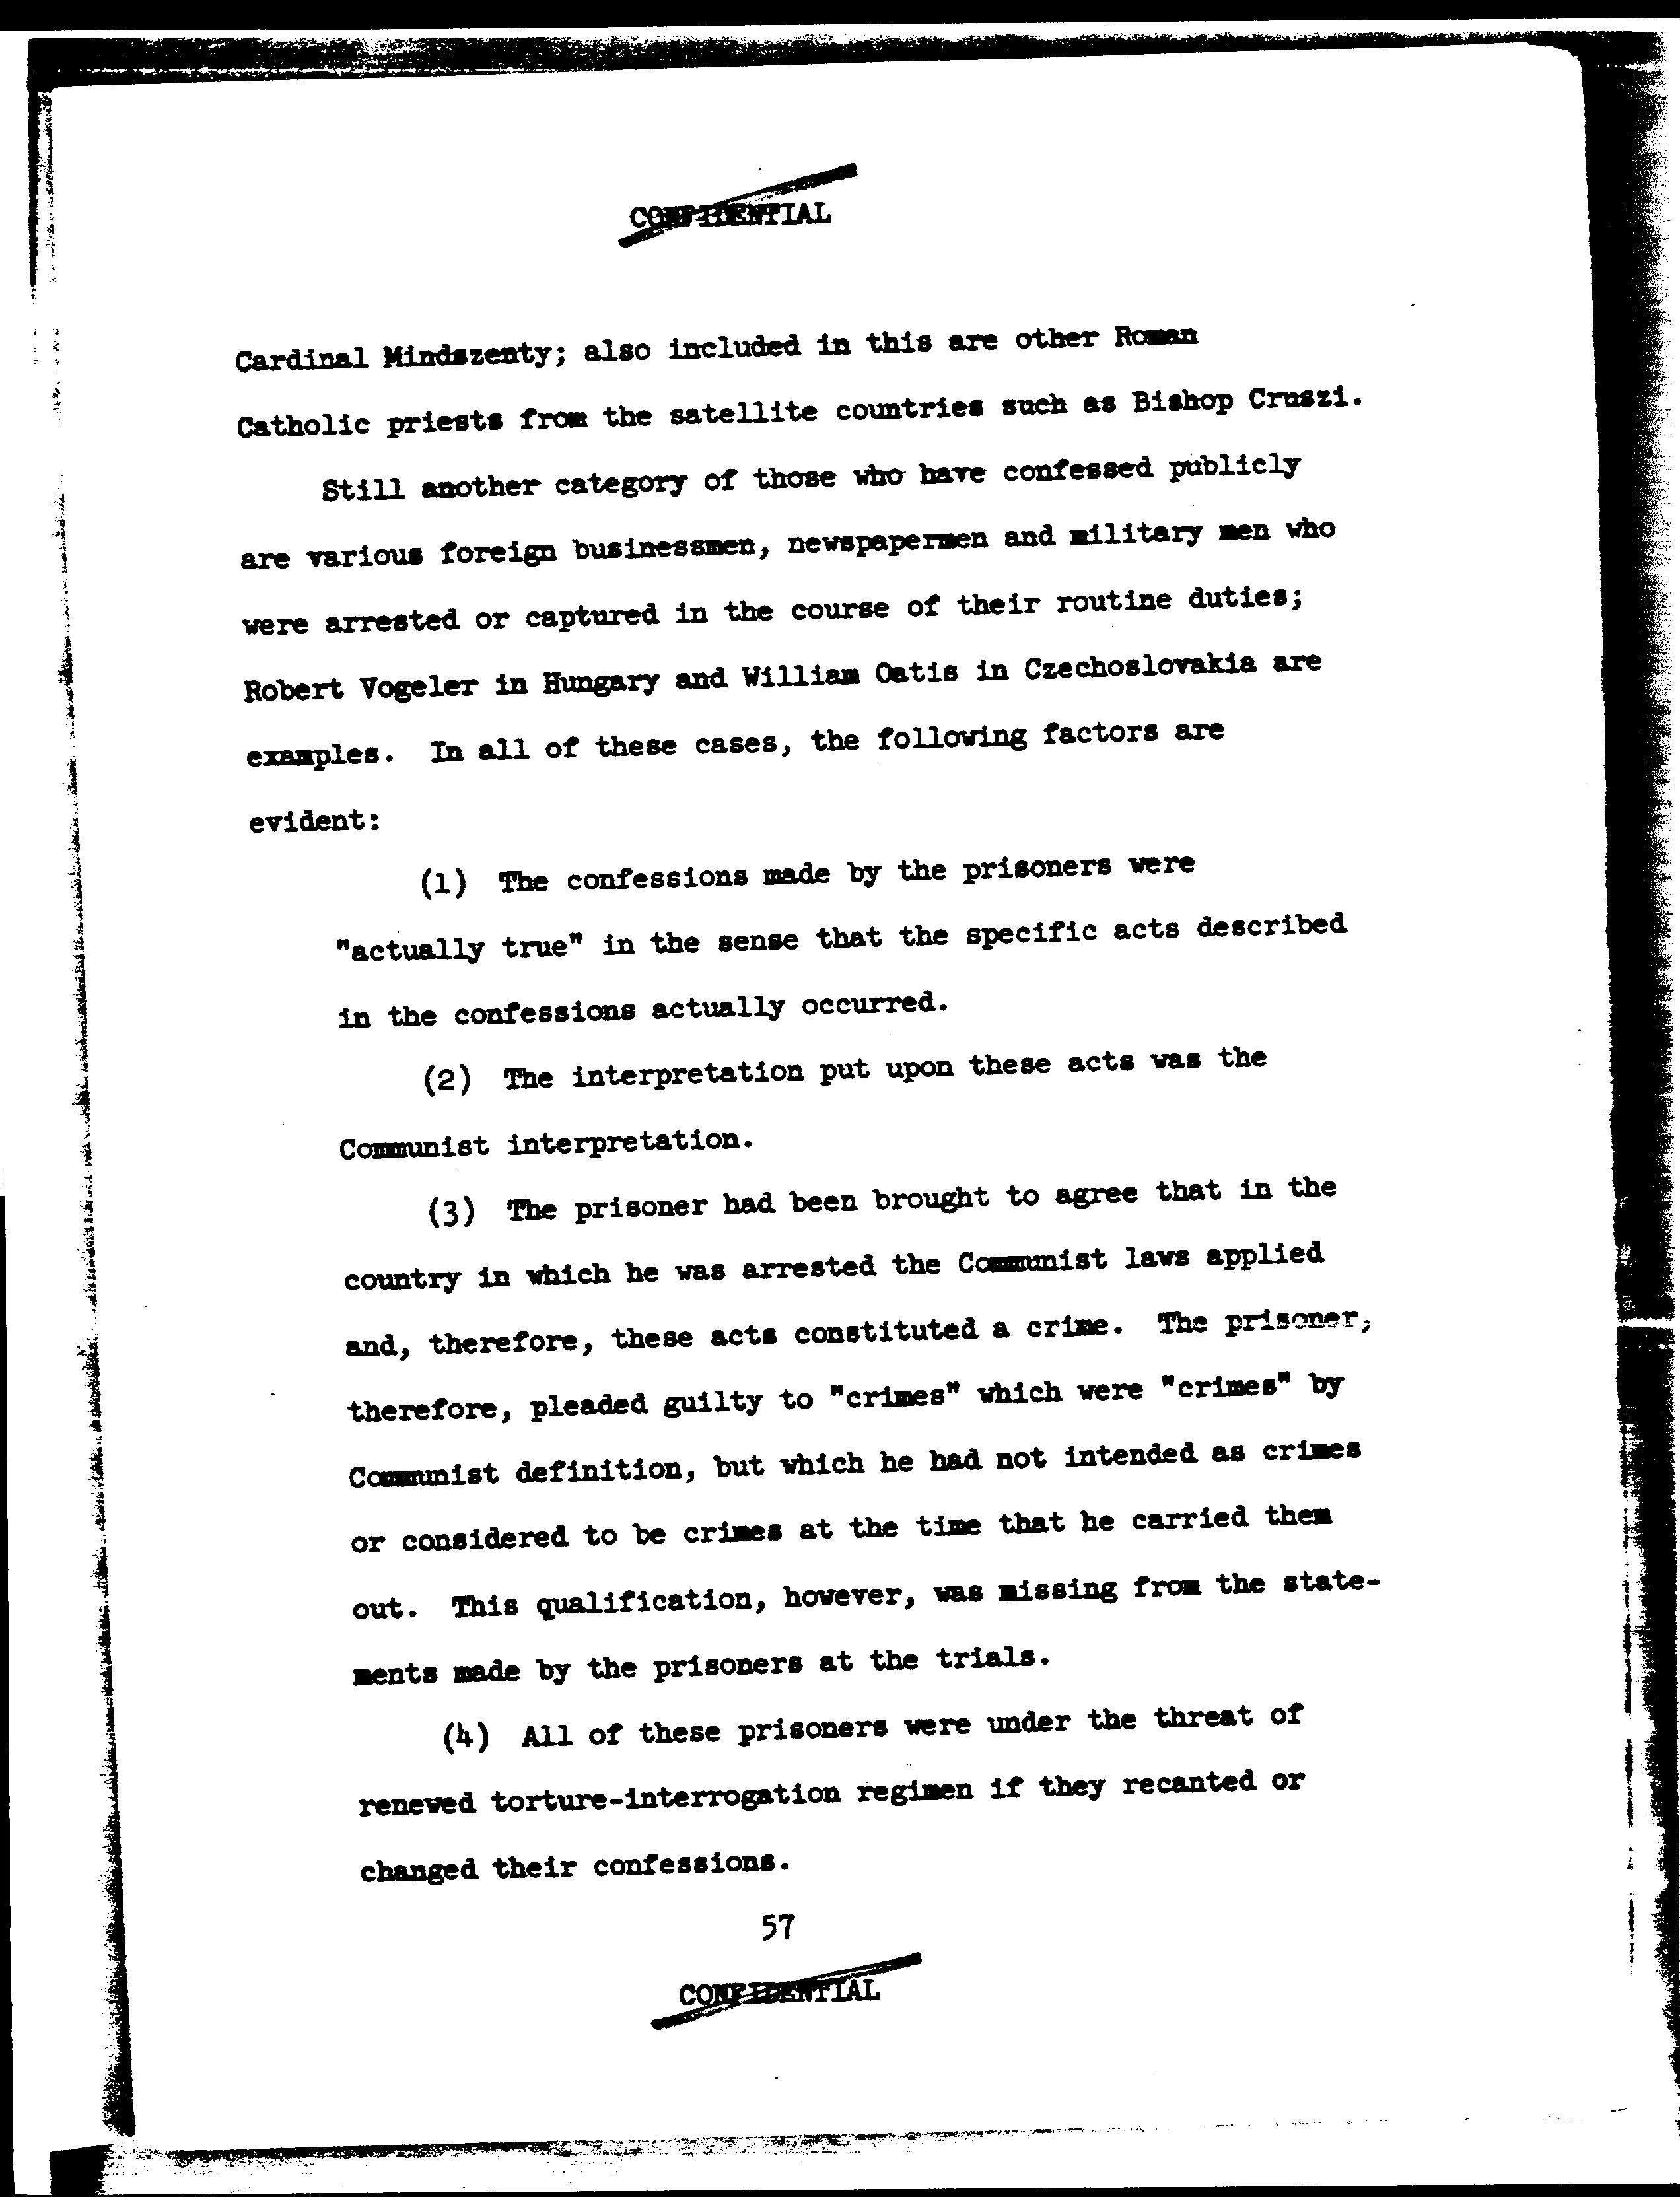 CONFIDENTIAL
Cardinal Mindszenty; also included in this are other Roman
Catholic priests from the satellite countries such as Bishop Cruszi.
Still another category of those who have confessed publicly
are various foreign businessmen, newspapermen and military men who
were arrested or captured in the course of their routine duties;
Robert Vogeler in Hungary and William Oatis in Czechoslovakia are
examples. In all of these cases, the following factors are
evident:
(1) The confessions made by the prisoners were
"actually true" in the sense that the specific acts described
in the confessions actually occurred.
(2) The interpretation put upon these acts was the
Communist interpretation.
(3) The prisoner had been brought to agree that in the
country in which he was arrested the Communist laws applied
and, therefore, these acts constituted a crime. The prisoner,
therefore, pleaded guilty to "crimes" which were "crimes" by
Communist definition, but which he had not intended as crimes
or considered to be crimes at the time that he carried them
out. This qualification, however, was missing from the state-
ments made by the prisoners at the trials.
(4) All of these prisoners were under the threat of
renewed torture-interrogation regimen if they recanted or
changed their confessions.
57
CONFIDENTIAL